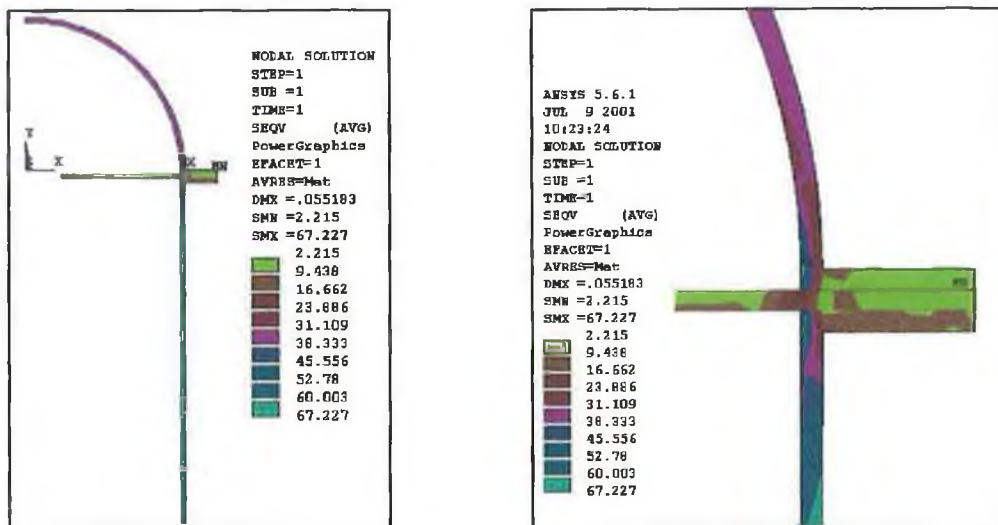 NODAL SOLUTION
STEP=1
SUB =1
TIME=1
SEQV (AVG)
PowerGraphics
EFACET=1
AVRES=Mat
DMX =.055183
SMN =2.215
SMX =67.227
2.215
9.438
16.662
23.886
31.109
38.333
45.556
52.78
60.003
67.227
Y
X
X
MN
ANSYS 5.6.1
JUL 9 2001
10:23:24
NODAL SOLUTION
STEP=1
SUB =1
TIME=1
SEQV (AVG)
PowerGraphics
EFACET=1
AVRES=Mat
DMX =.055183
SMN =2.215
SMX =67.227
2.215
9.438
16.662
23.886
31.109
38.333
45.556
52.78
60.003
67.227